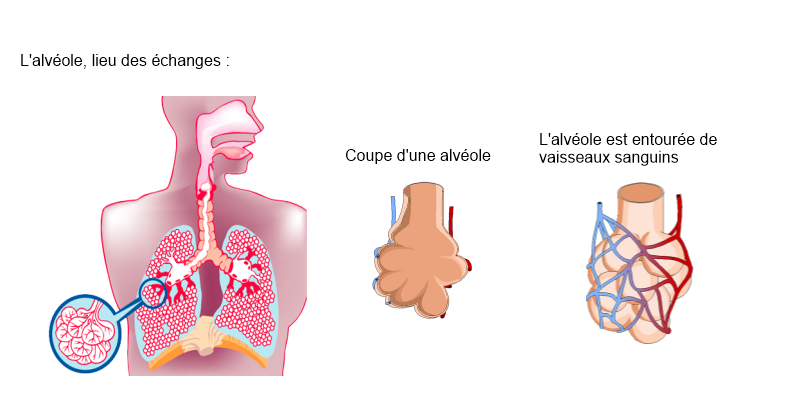 L'alvéole, lieu des échanges :
Coupe d'une alvéole
L'alvéole est entourée de
vaisseaux sanguins